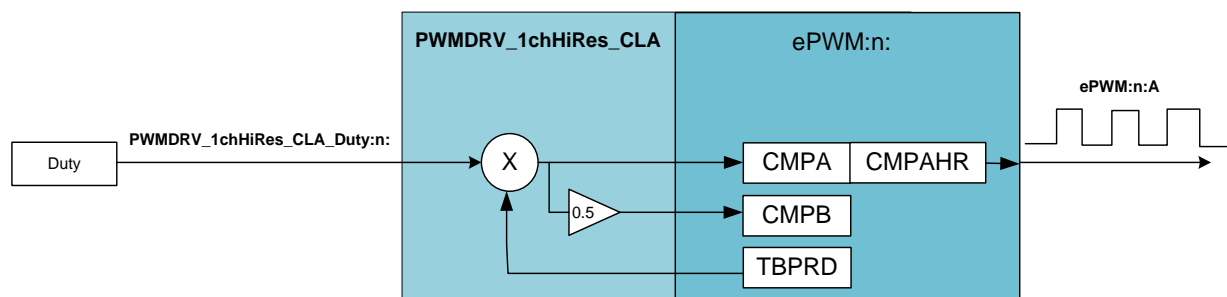 PWMDRV_1chHiRes_CLA
ePWM:n:
ePWM:n:A
PWMDRV_1chHiRes_CLA_Duty:n:
Duty
X
CMPA
CMPAHR
0.5
CMPB
TBPRD